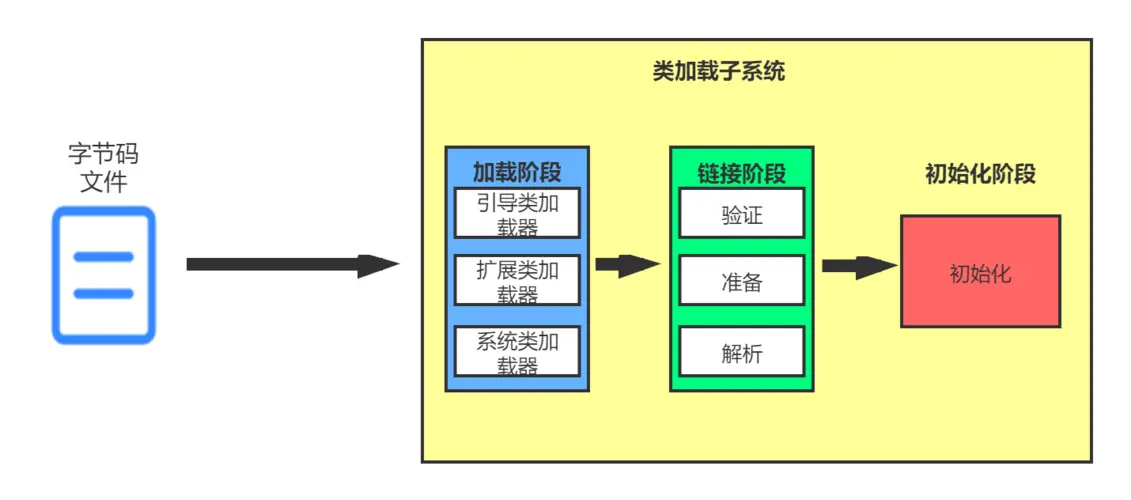 类加载子系统
字节码
文件
加载阶段
引导类加
载器
扩展类加
载器
系统类加
载器
链接阶段
验证
准备
解析
初始化阶段
初始化